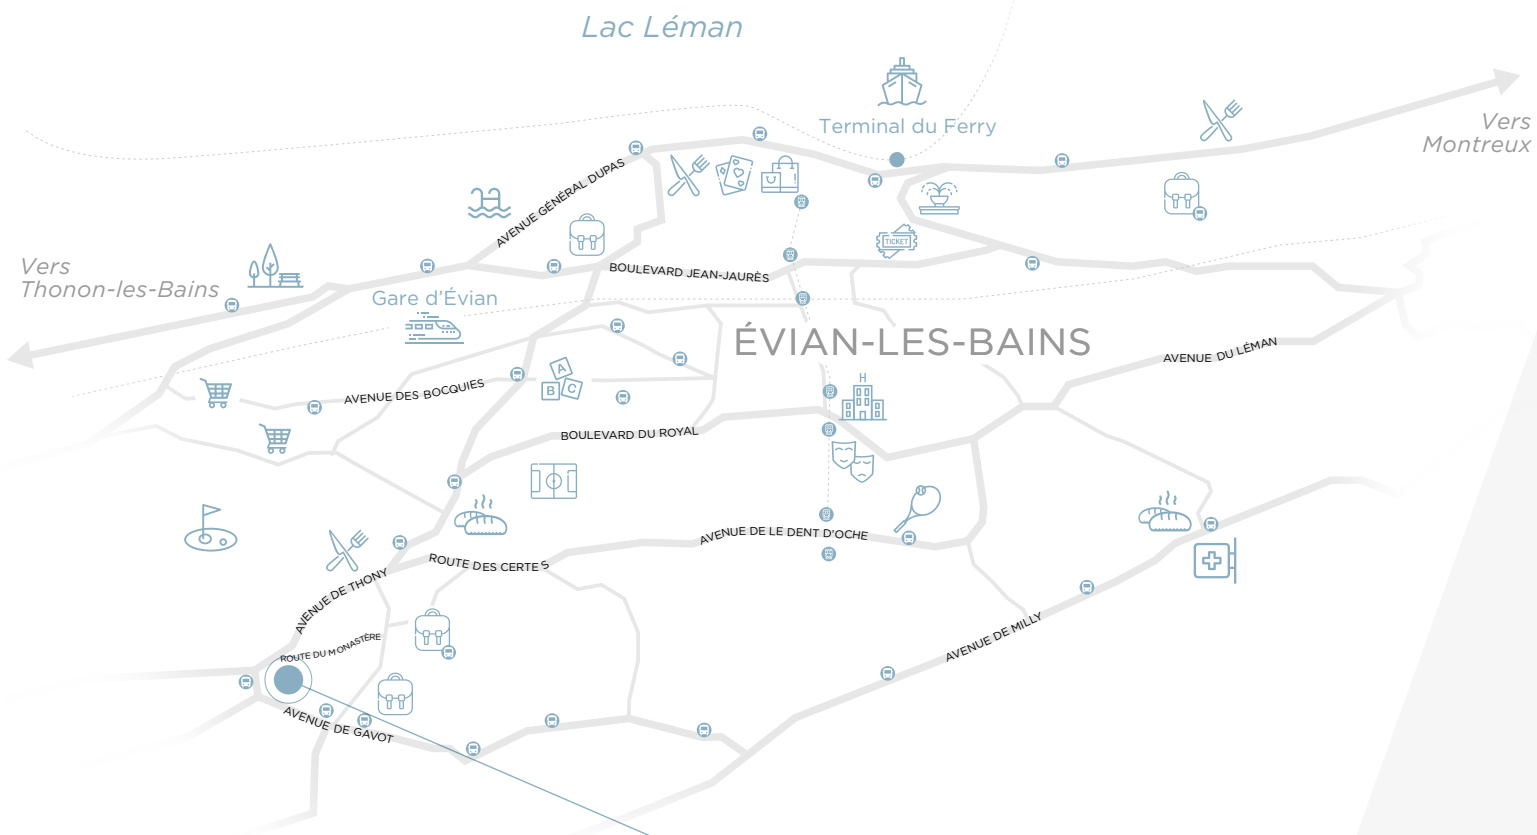 Lac Léman
Terminal du Ferry
Vers
Montreux
AVENUE GÉNÉRAL DUPAS
TICKET
Vers
Thonon-les-Bains
BOULEVARD JEAN-JAURÈS
Gare d'Évian
ÉVIAN-LES-BAINS
AVENUE DU LÉMAN
A
B C
H
AVENUE DES BOCQUIES
BOULEVARD DU ROYAL
AVENUE DE LE DENT D'OCHE
ROUTE DES CERTES
AVENUE DE THONY
ROUTE DU MONASTÈRE
AVENUE DE MILLY
AVENUE DE GAVOT